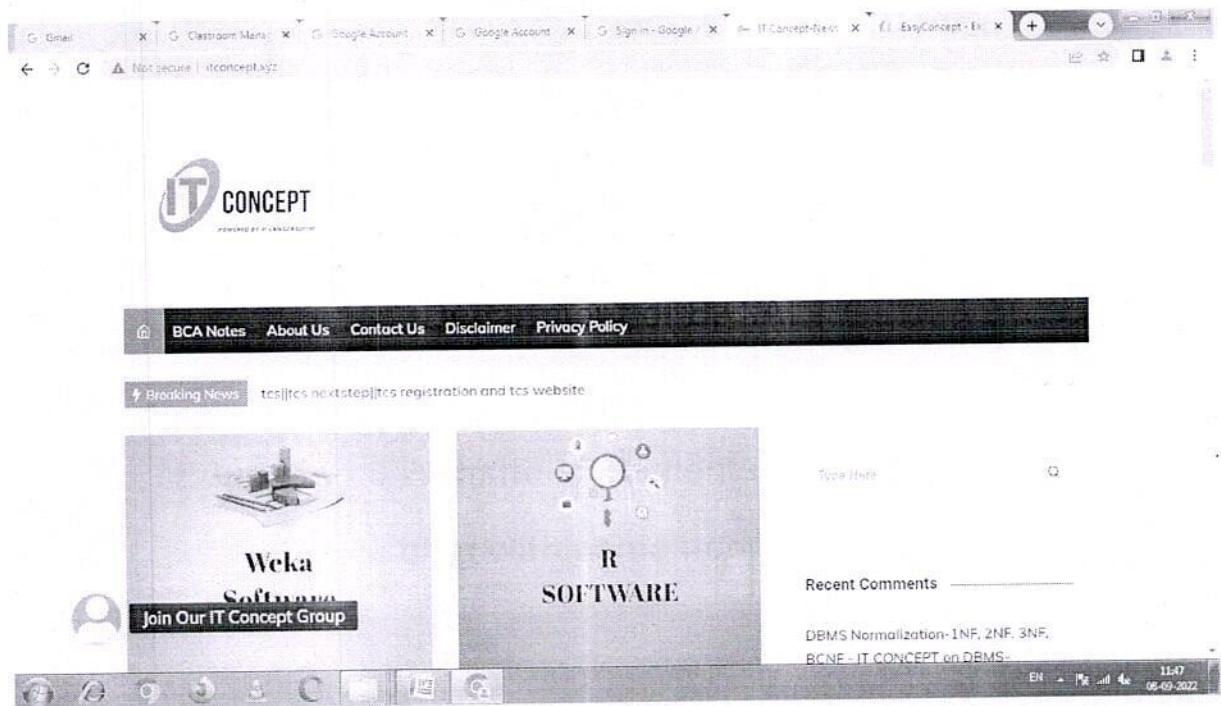 G Gmail x G Classroom Mana x G Google Account x G Google Account x G Sign in - Google x IT Concept-Next x EasyConcept - Ex x +
Not secure | itconcept.xyz
IT CONCEPT
BCA Notes About Us Contact Us Disclaimer Privacy Policy
Breaking News tcs||tcs nextstep||tcs registration and tcs website
Type Here
Weka
Software
R
SOFTWARE
Recent Comments
Join Our IT Concept Group
DBMS Normalization- 1NF, 2NF, 3NF,
BCNF - IT CONCEPT on DBMS-
EN 11:47
06-09-2022